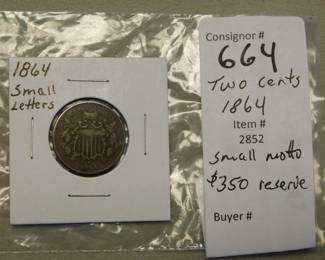 1864
Small
Letters
Consignor #
664
Two cents
1864
Item #
2852
small motto
$350 reserve
Buyer #